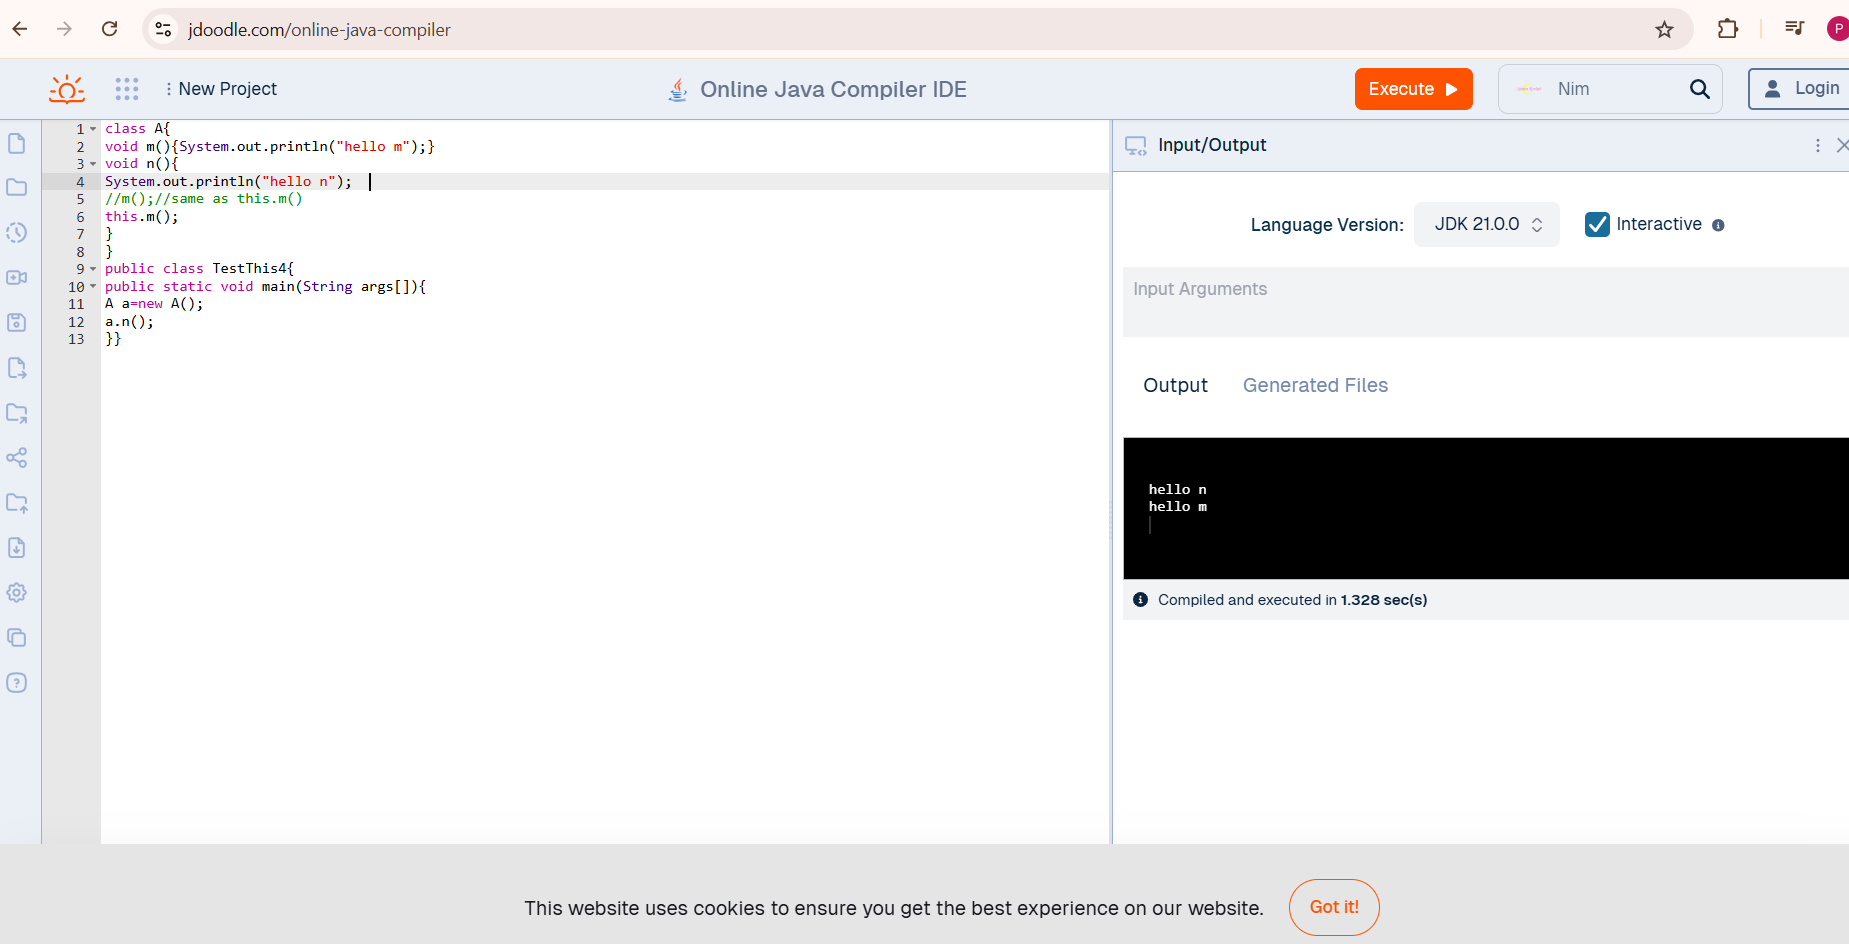 jdoodle.com/online-java-compiler
P
New Project
Online Java Compiler IDE
Execute
Nim
Login
1 class A{
2 void m(){System.out.println("hello m");}
3 void n(){
4 System.out.println("hello n");
5 //m();//same as this.m()
6 this.m();
7 }
8 }
9 public class TestThis4{
10 public static void main(String args[]){
11 A a=new A();
12 a.n();
13 }}
Input/Output
Language Version: JDK 21.0.0 Interactive
Input Arguments
Output Generated Files
hello n
hello m
Compiled and executed in 1.328 sec(s)
This website uses cookies to ensure you get the best experience on our website. Got it!